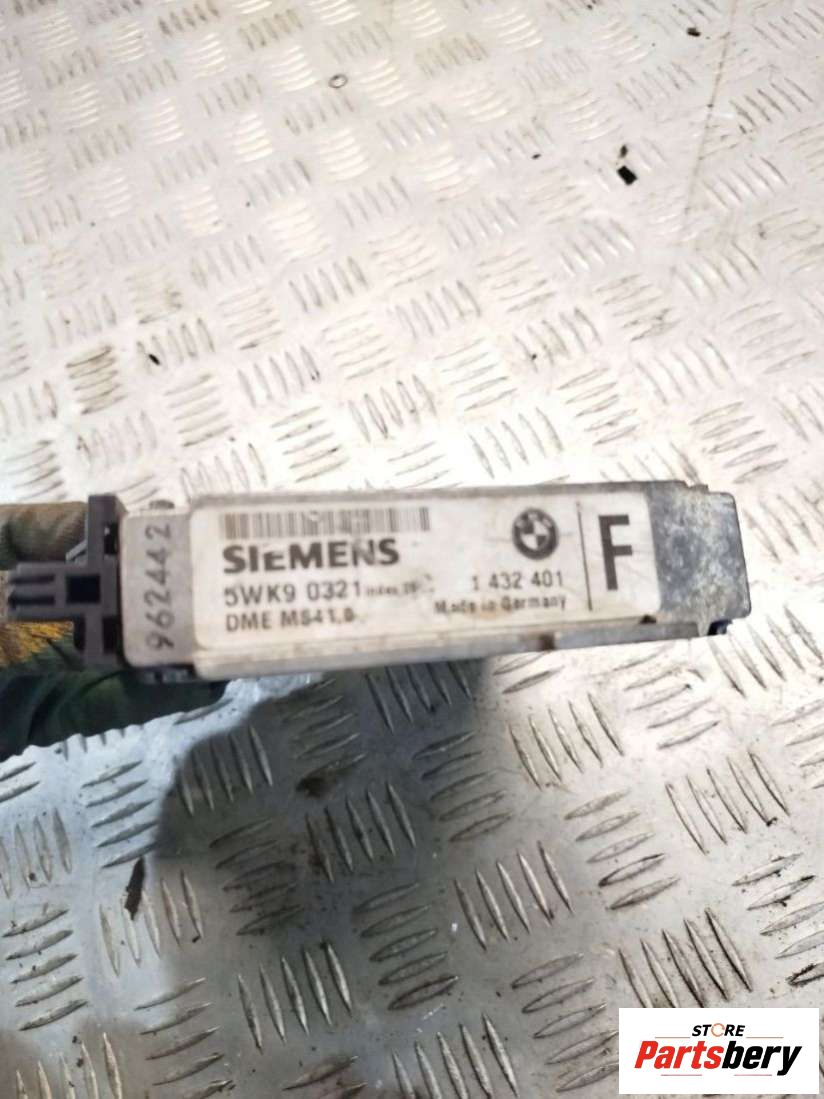 962442
SIEMENS
5WK9 0321
1 432 401
DME MS41.0
Made in Germany
F
STORE
Partsbery